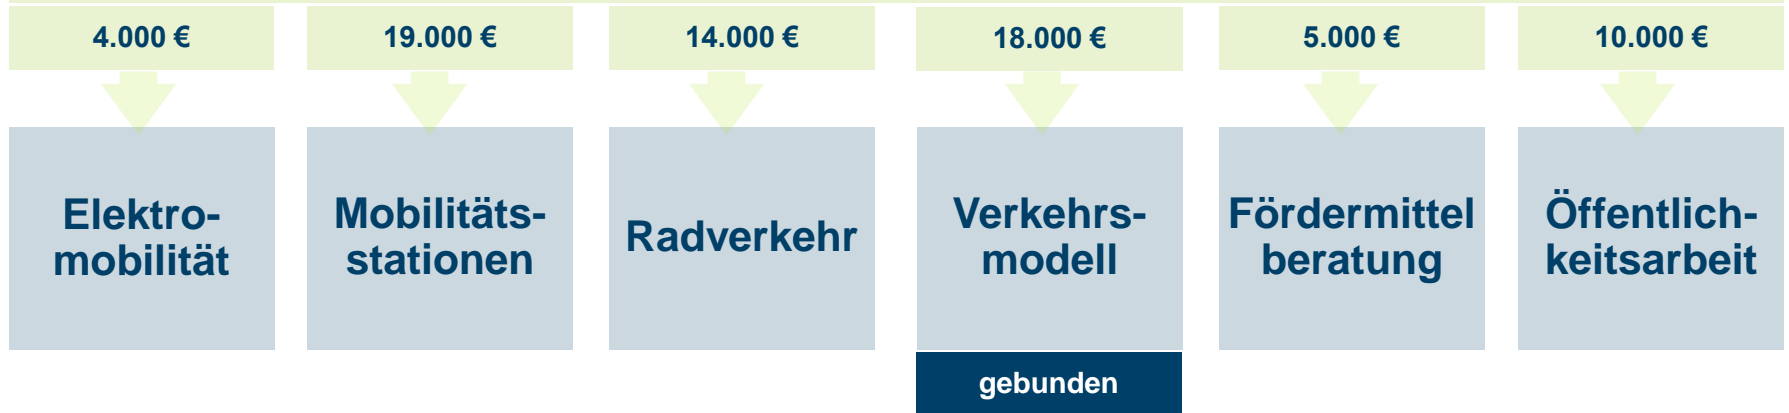 4.000 €
19.000 €
14.000 €
18.000 €
5.000 €
10.000 €
Elektro-
mobilität
Mobilitäts-
stationen
Radverkehr
Verkehrs-
modell
Fördermittel
beratung
Öffentlich-
keitsarbeit
gebunden